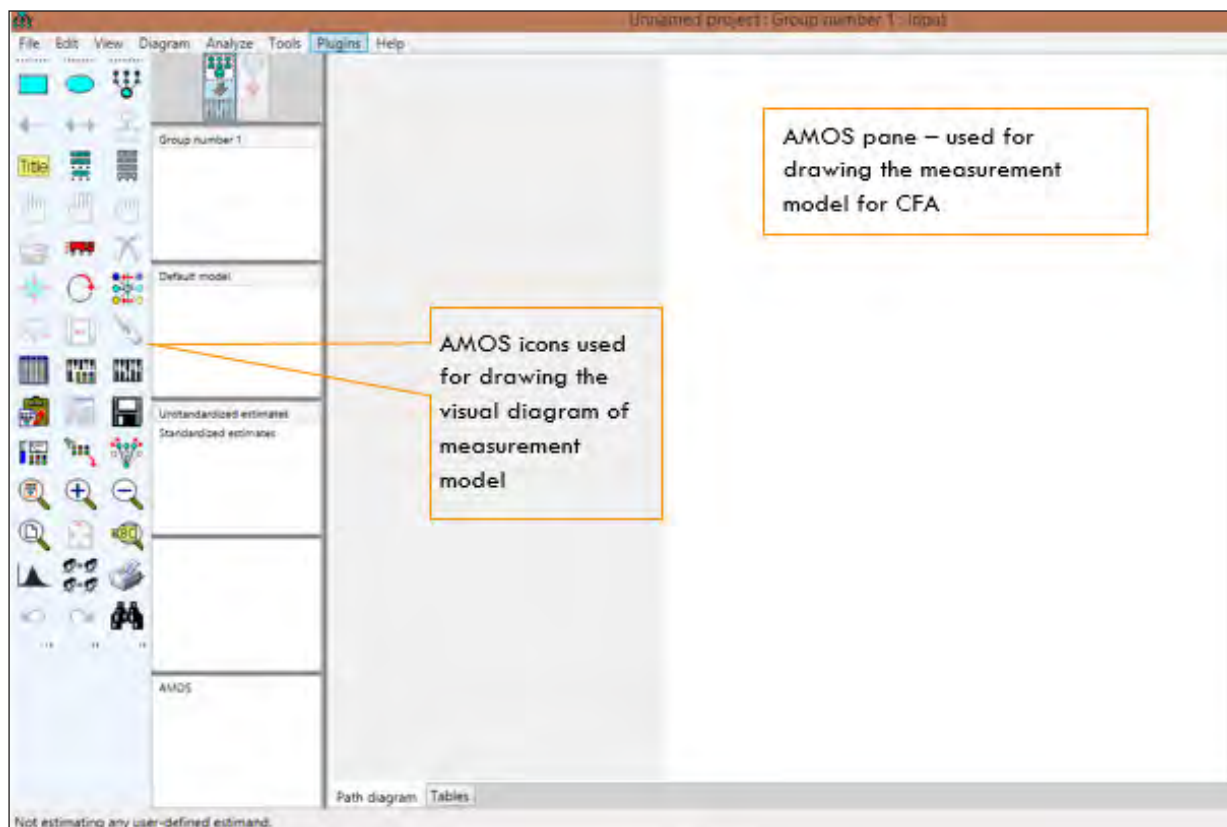 Unnamed project : Group number 1 : Input
File Edit View Diagram Analyze Tools Plugins Help
Title
Group number 1
Default model
Unstandardized estimates
Standardized estimates
AMOS
AMOS pane – used for
drawing the measurement
model for CFA
AMOS icons used
for drawing the
visual diagram of
measurement
model
Path diagram Tables
Not estimating any user-defined estimand.